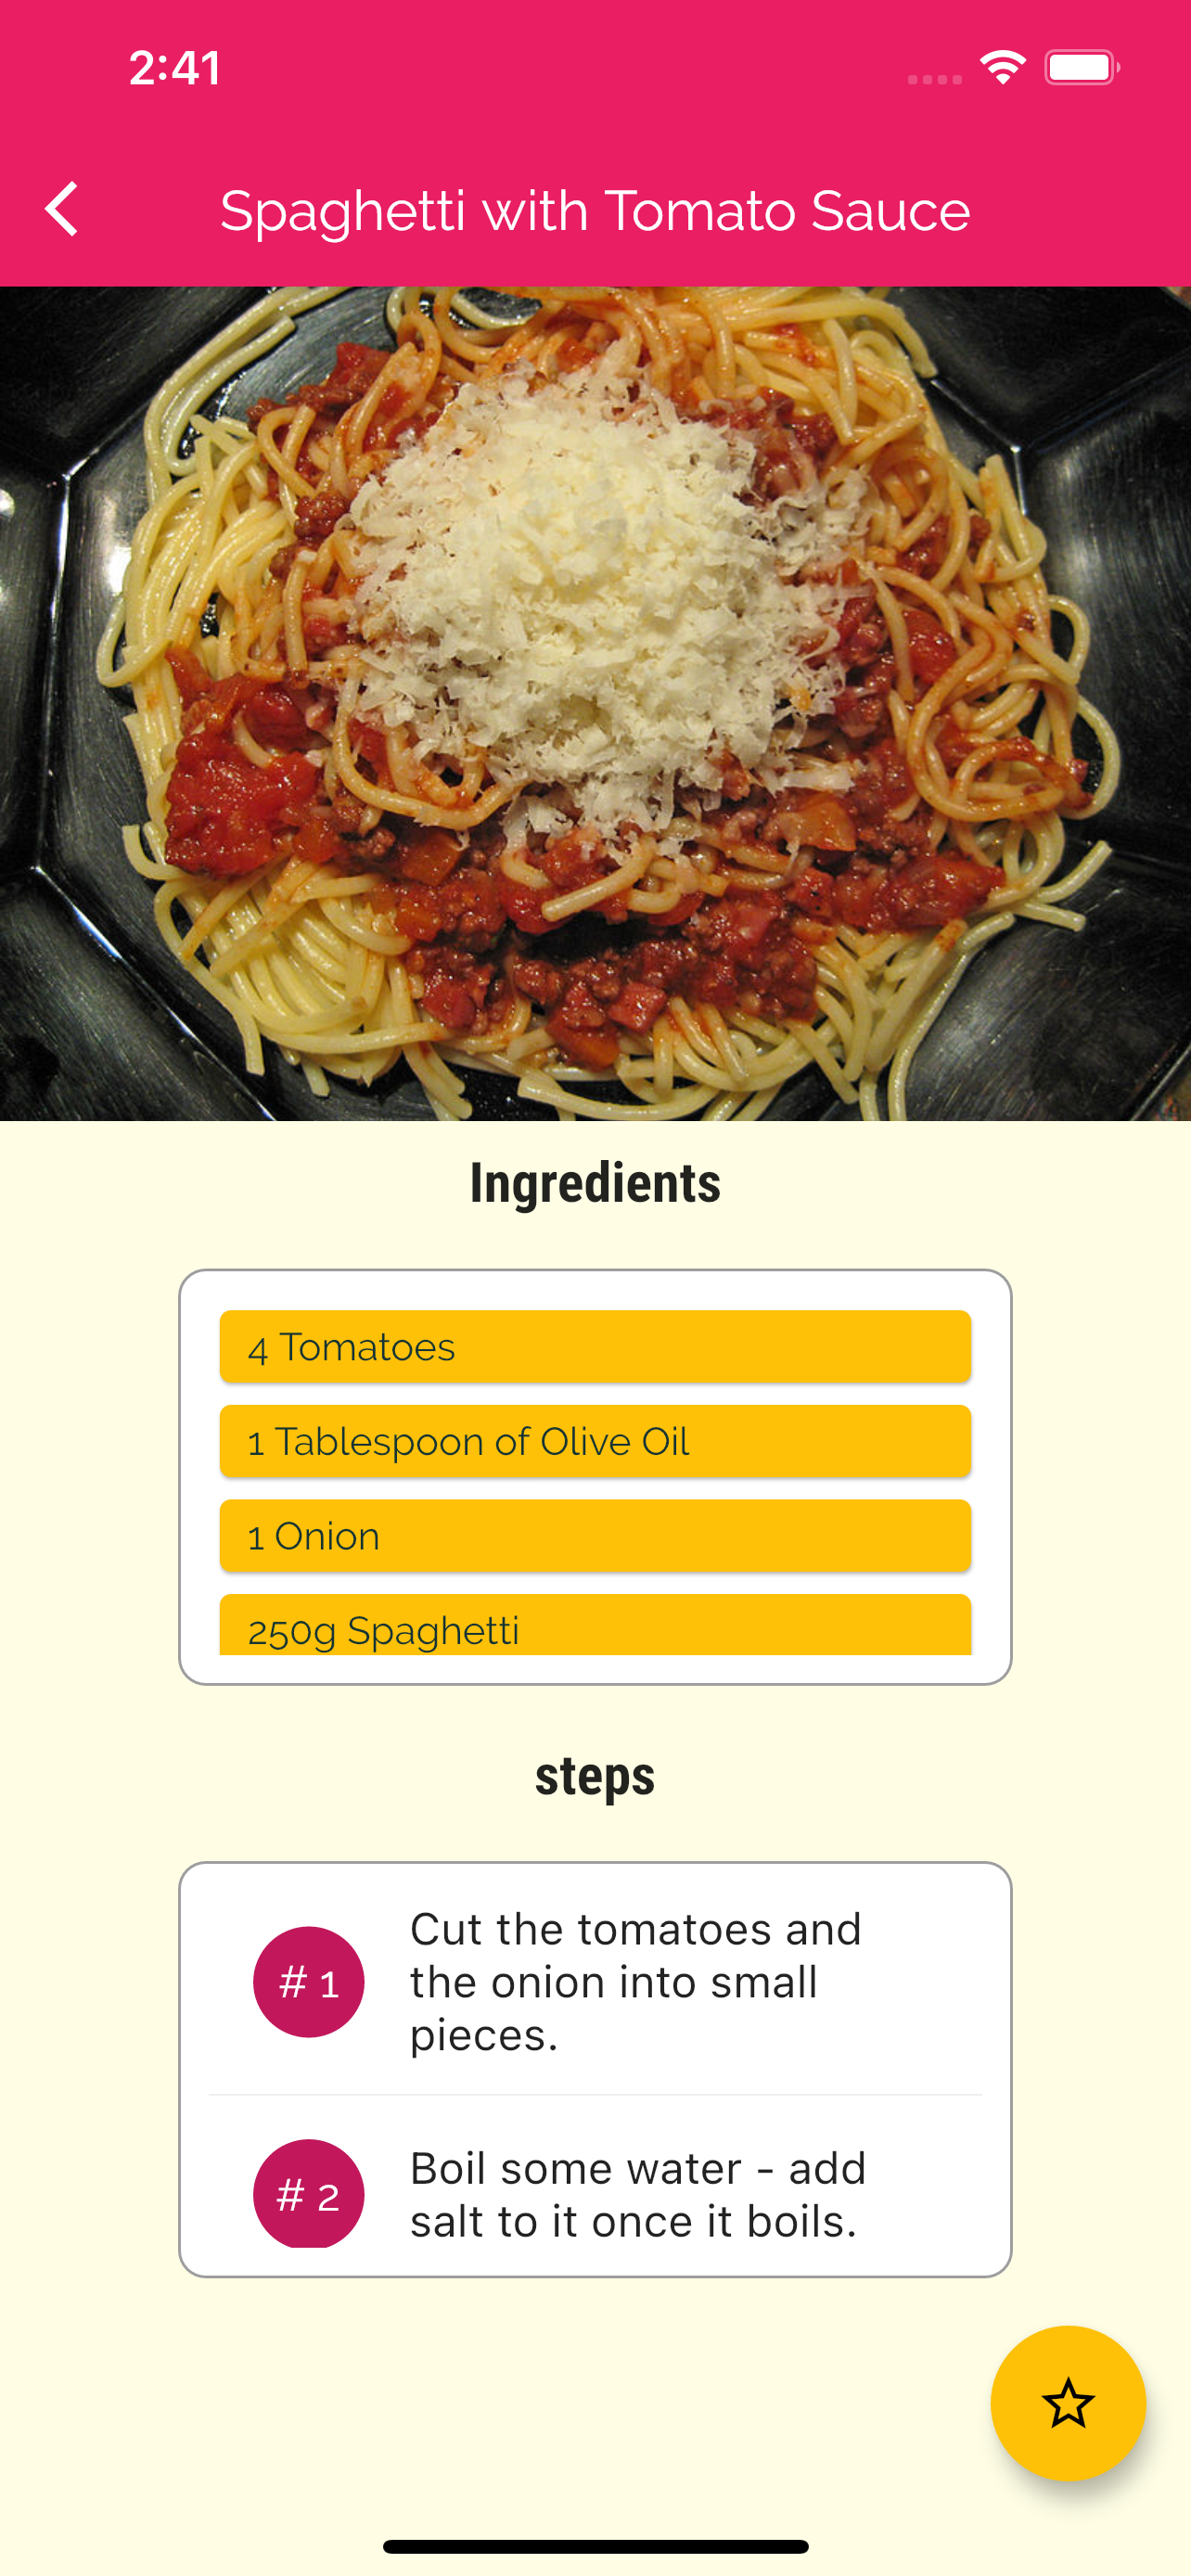 2:41
Spaghetti with Tomato Sauce
Ingredients
4 Tomatoes
1 Tablespoon of Olive Oil
1 Onion
250g Spaghetti
steps
# 1
Cut the tomatoes and
the onion into small
pieces.
# 2
Boil some water - add
salt to it once it boils.